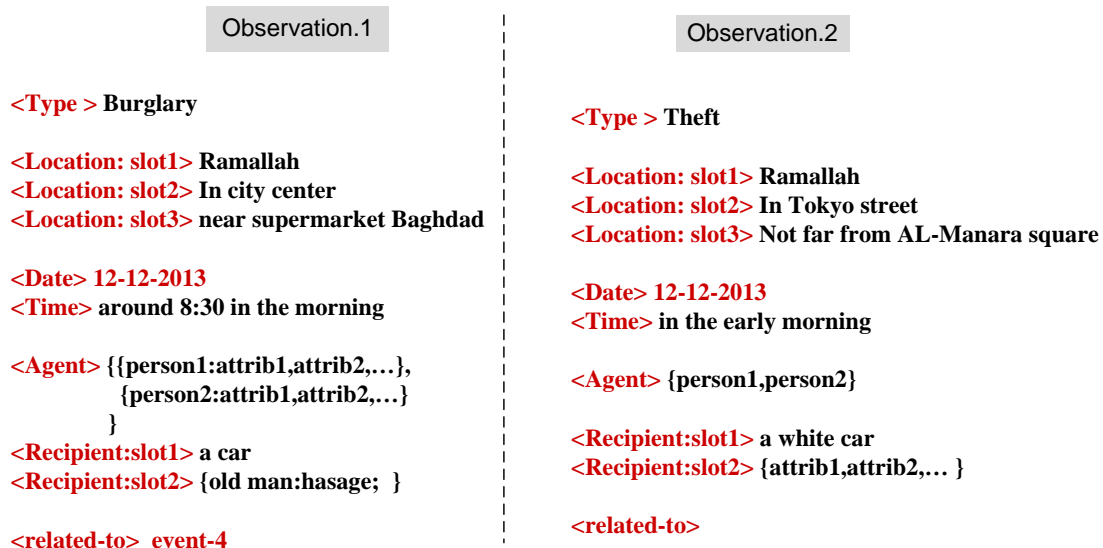 Observation.1
<Type > Burglary
<Location: slot1> Ramallah
<Location: slot2> In city center
<Location: slot3> near supermarket Baghdad
<Date> 12-12-2013
<Time> around 8:30 in the morning
<Agent> {{person1:attrib1,attrib2,…},
{person2:attrib1,attrib2,…}
}
<Recipient:slot1> a car
<Recipient:slot2> {old man:hasage;  }
<related-to>  event-4
Observation.2
<Type > Theft
<Location: slot1> Ramallah
<Location: slot2> In Tokyo street
<Location: slot3> Not far from AL-Manara square
<Date> 12-12-2013
<Time> in the early morning
<Agent> {person1,person2}
<Recipient:slot1> a white car
<Recipient:slot2> {attrib1,attrib2,… }
<related-to>